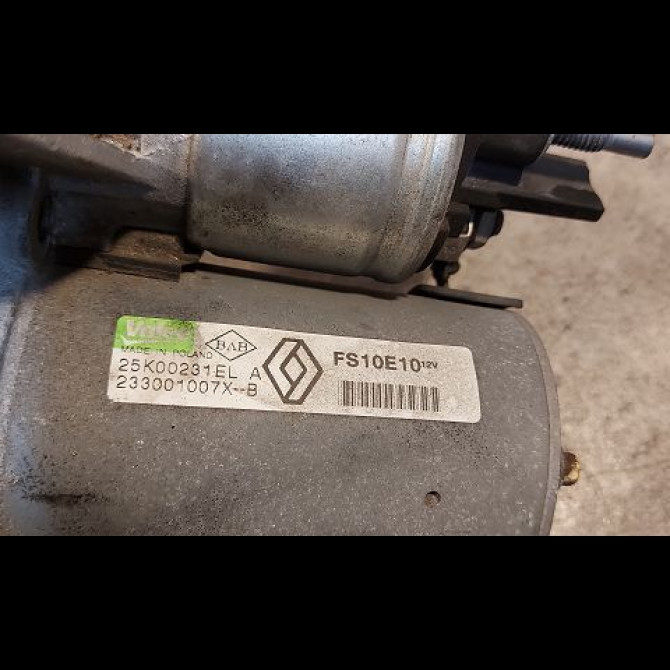 Valeo
MADE IN POLAND
BAB
25K00231EL A
233001007X--B
FS10E10 12V